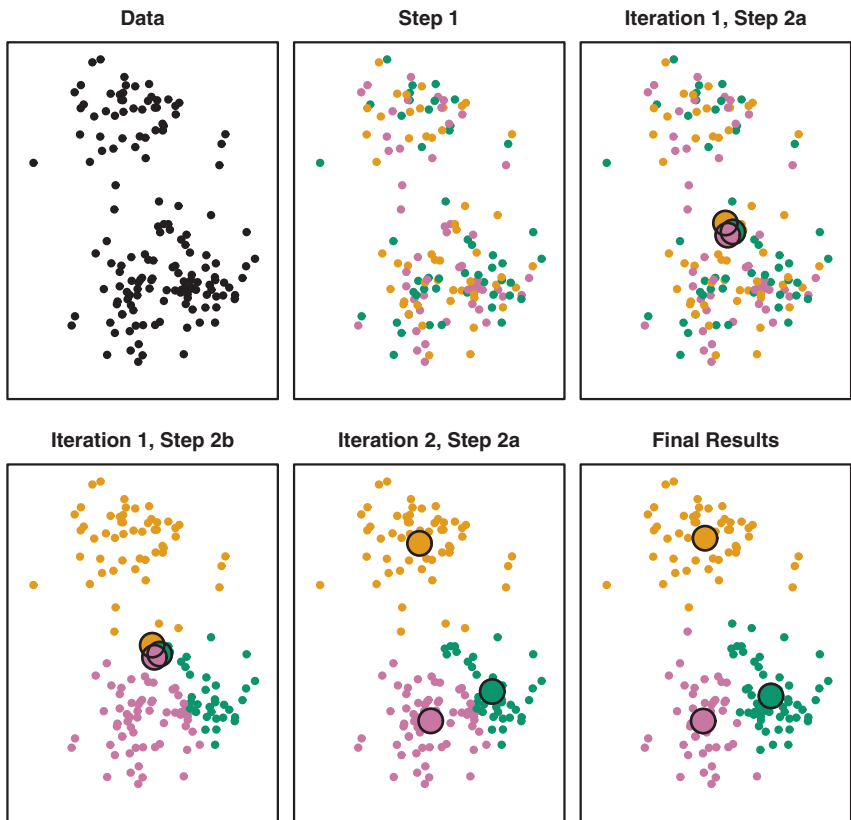 Data
Step 1
Iteration 1, Step 2a
Iteration 1, Step 2b
Iteration 2, Step 2a
Final Results